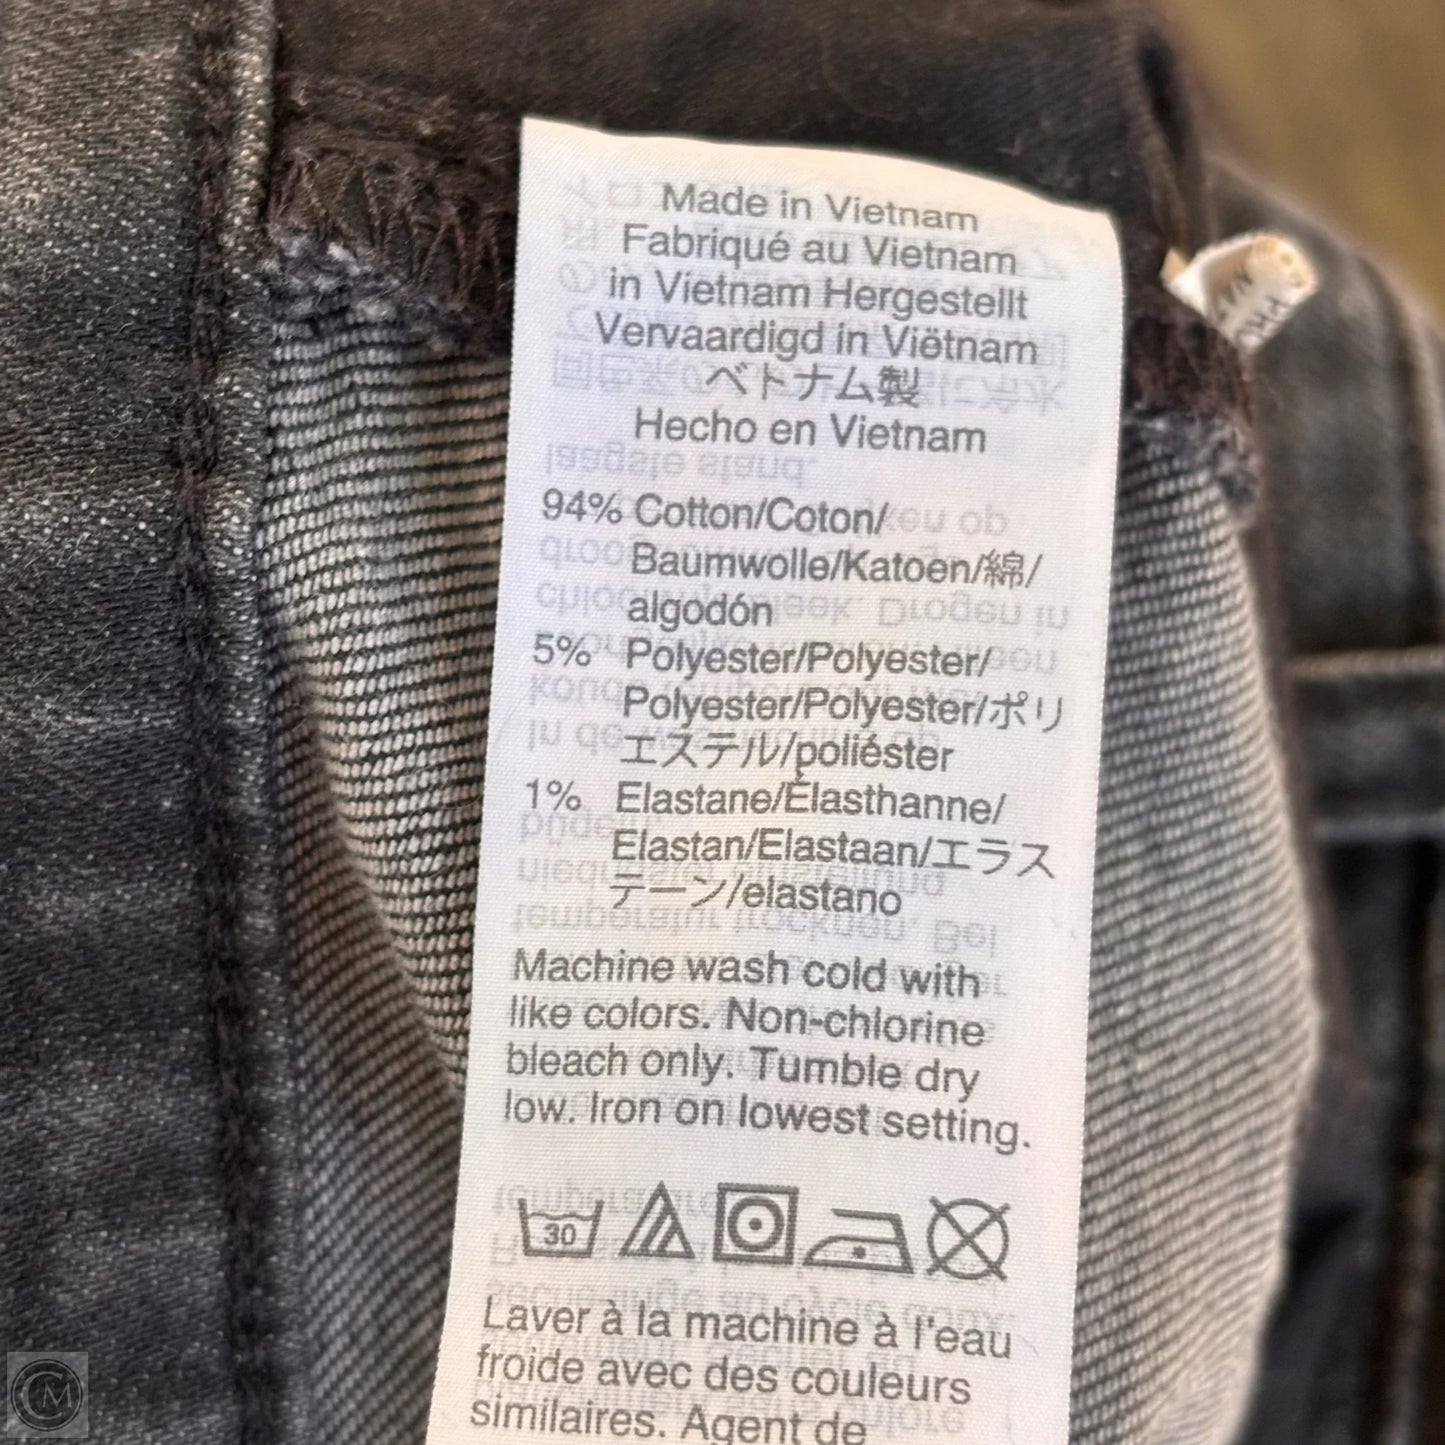 Made in Vietnam
Fabriqué au Vietnam
in Vietnam Hergestellt
Vervaardigd in Viëtnam
ベトナム製
Hecho en Vietnam
94% Cotton/Coton/
Baumwolle/Katoen/綿/
algodón
5% Polyester/Polyester/
Polyester/Polyester/ポリ
エステル/poliéster
1% Elastane/Élasthanne/
Elastan/Elastaan/エラス
テーン/elastano
Machine wash cold with
like colors. Non-chlorine
bleach only. Tumble dry
low. Iron on lowest setting.
30
Laver à la machine à l'eau
froide avec des couleurs
similaires. Agent de
CM